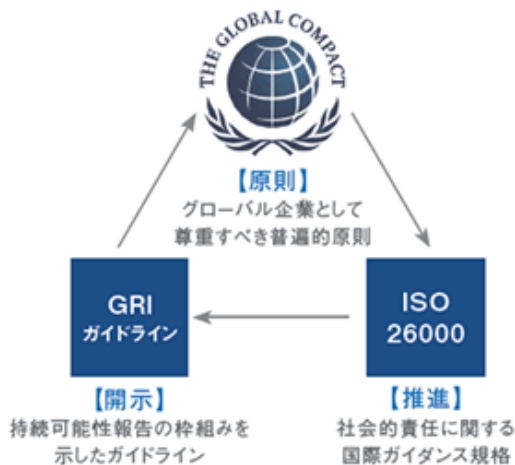 THE GLOBAL COMPACT
【原則】
グローバル企業として
尊重すべき普遍的原則
GRI
ガイドライン
【開示】
持続可能性報告の枠組みを
示したガイドライン
ISO
26000
【推進】
社会的責任に関する
国際ガイダンス規格